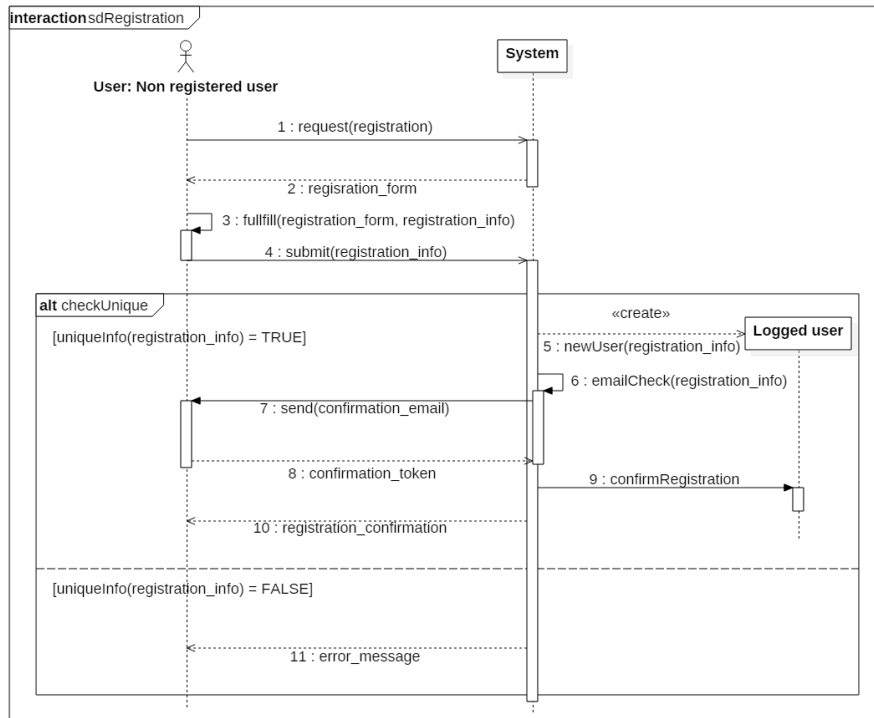 interaction sdRegistration
System
User: Non registered user
1 : request(registration)
2 : regisration_form
3 : fullfill(registration_form, registration_info)
4 : submit(registration_info)
alt checkUnique
«create»
[uniqueInfo(registration_info) = TRUE]
Logged user
5 : newUser(registration_info)
6 : emailCheck(registration_info)
7 : send(confirmation_email)
8 : confirmation_token
9 : confirmRegistration
10 : registration_confirmation
[uniqueInfo(registration_info) = FALSE]
11 : error_message